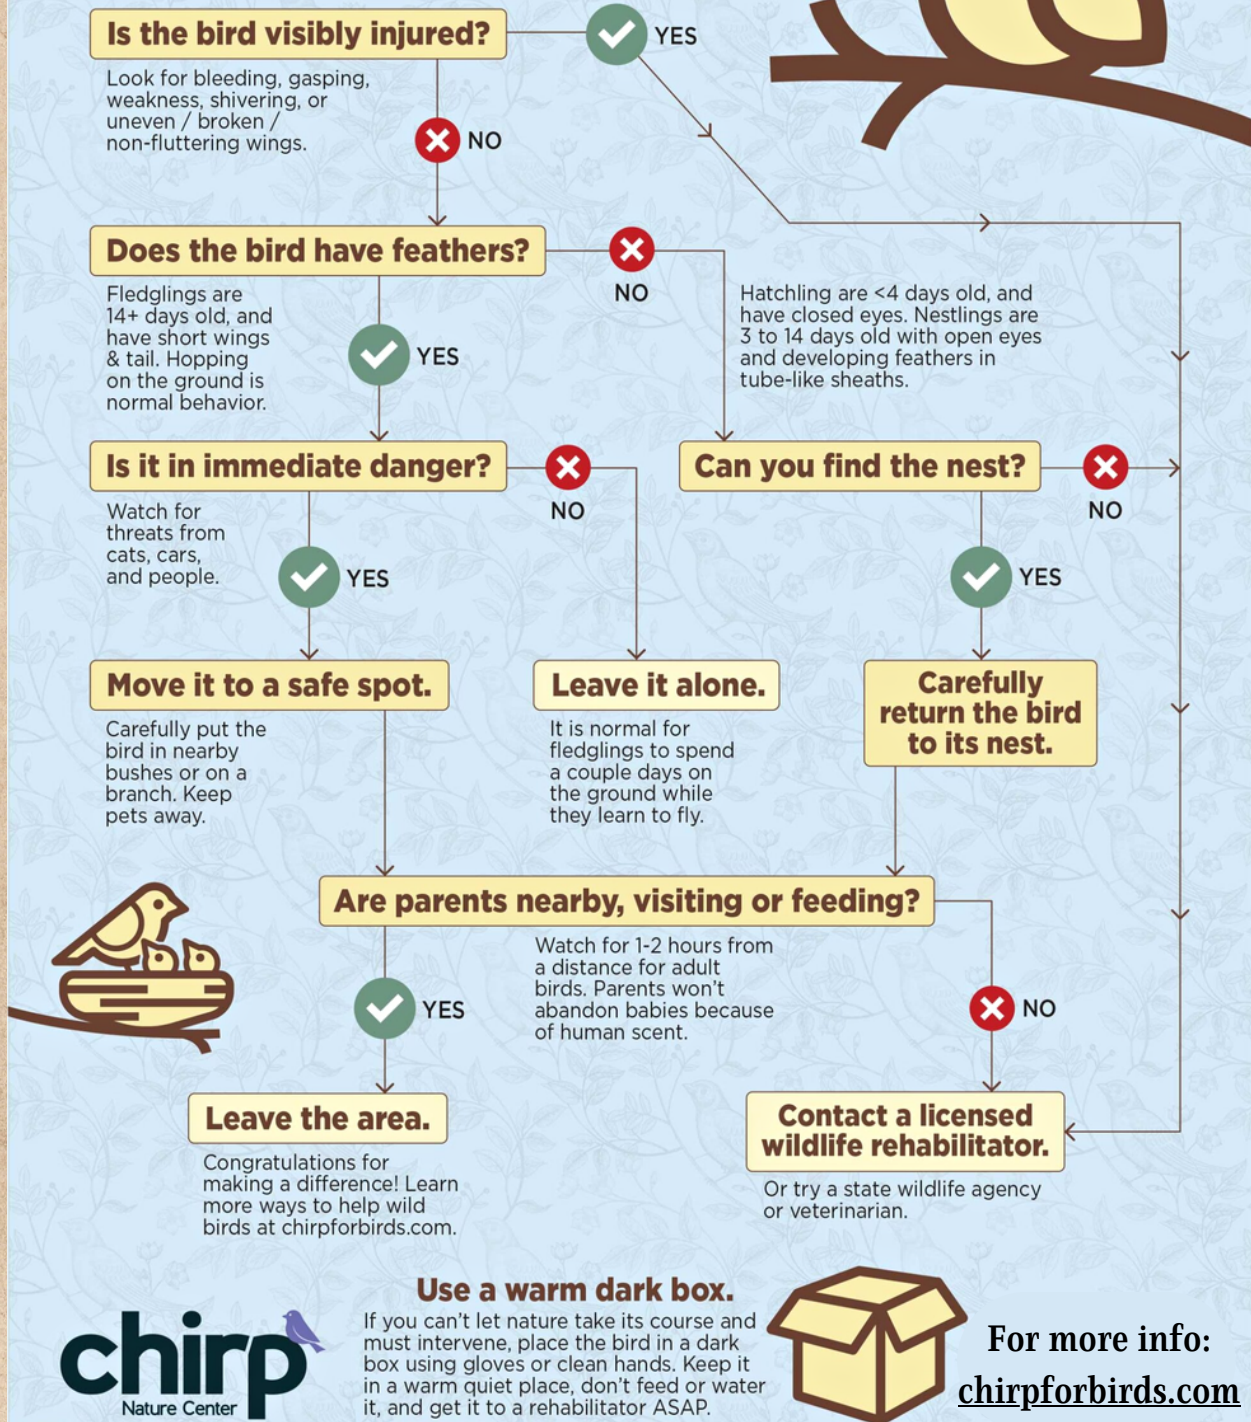 Is the bird visibly injured?
YES
Look for bleeding, gasping,
weakness, shivering, or
uneven / broken /
non-fluttering wings.
NO
Does the bird have feathers?
NO
Fledglings are
14+ days old, and
have short wings
& tail. Hopping
on the ground is
normal behavior.
YES
Hatchling are <4 days old, and
have closed eyes. Nestlings are
3 to 14 days old with open eyes
and developing feathers in
tube-like sheaths.
Is it in immediate danger?
NO
Can you find the nest?
NO
Watch for
threats from
cats, cars,
and people.
YES
YES
Move it to a safe spot.
Carefully put the
bird in nearby
bushes or on a
branch. Keep
pets away.
Leave it alone.
It is normal for
fledglings to spend
a couple days on
the ground while
they learn to fly.
Carefully
return the bird
to its nest.
Are parents nearby, visiting or feeding?
Watch for 1-2 hours from
a distance for adult
birds. Parents won't
abandon babies because
of human scent.
YES
NO
Leave the area.
Congratulations for
making a difference! Learn
more ways to help wild
birds at chirpforbirds.com.
Contact a licensed
wildlife rehabilitator.
Or try a state wildlife agency
or veterinarian.
Use a warm dark box.
If you can't let nature take its course and
must intervene, place the bird in a dark
box using gloves or clean hands. Keep it
in a warm quiet place, don't feed or water
it, and get it to a rehabilitator ASAP.
chirp
Nature Center
For more info:
chirpforbirds.com